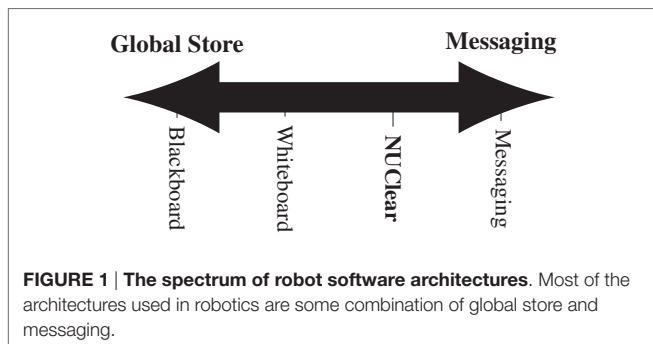 Global Store
Messaging
Blackboard
Whiteboard
NUClear
Messaging
FIGURE 1 | The spectrum of robot software architectures. Most of the
architectures used in robotics are some combination of global store and
messaging.